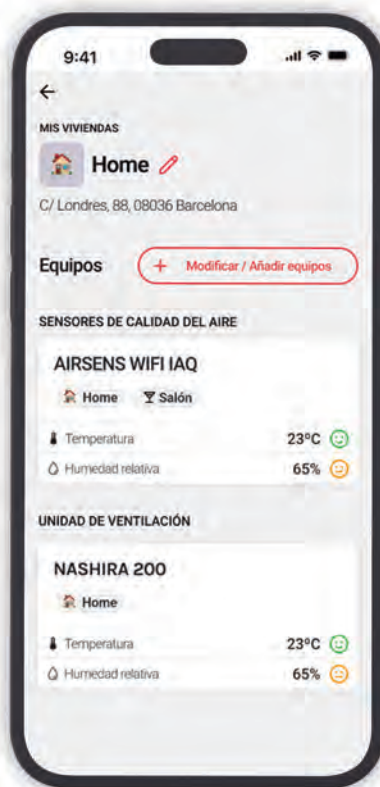 9:41
MIS VIVIENDAS
Home
C/ Londres, 88, 08036 Barcelona
Equipos + Modificar / Añadir equipos
SENSORES DE CALIDAD DEL AIRE
AIRSENS WIFI IAQ
Home Salón
Temperatura 23ºC
Humedad relativa 65%
UNIDAD DE VENTILACIÓN
NASHIRA 200
Home
Temperatura 23ºC
Humedad relativa 65%